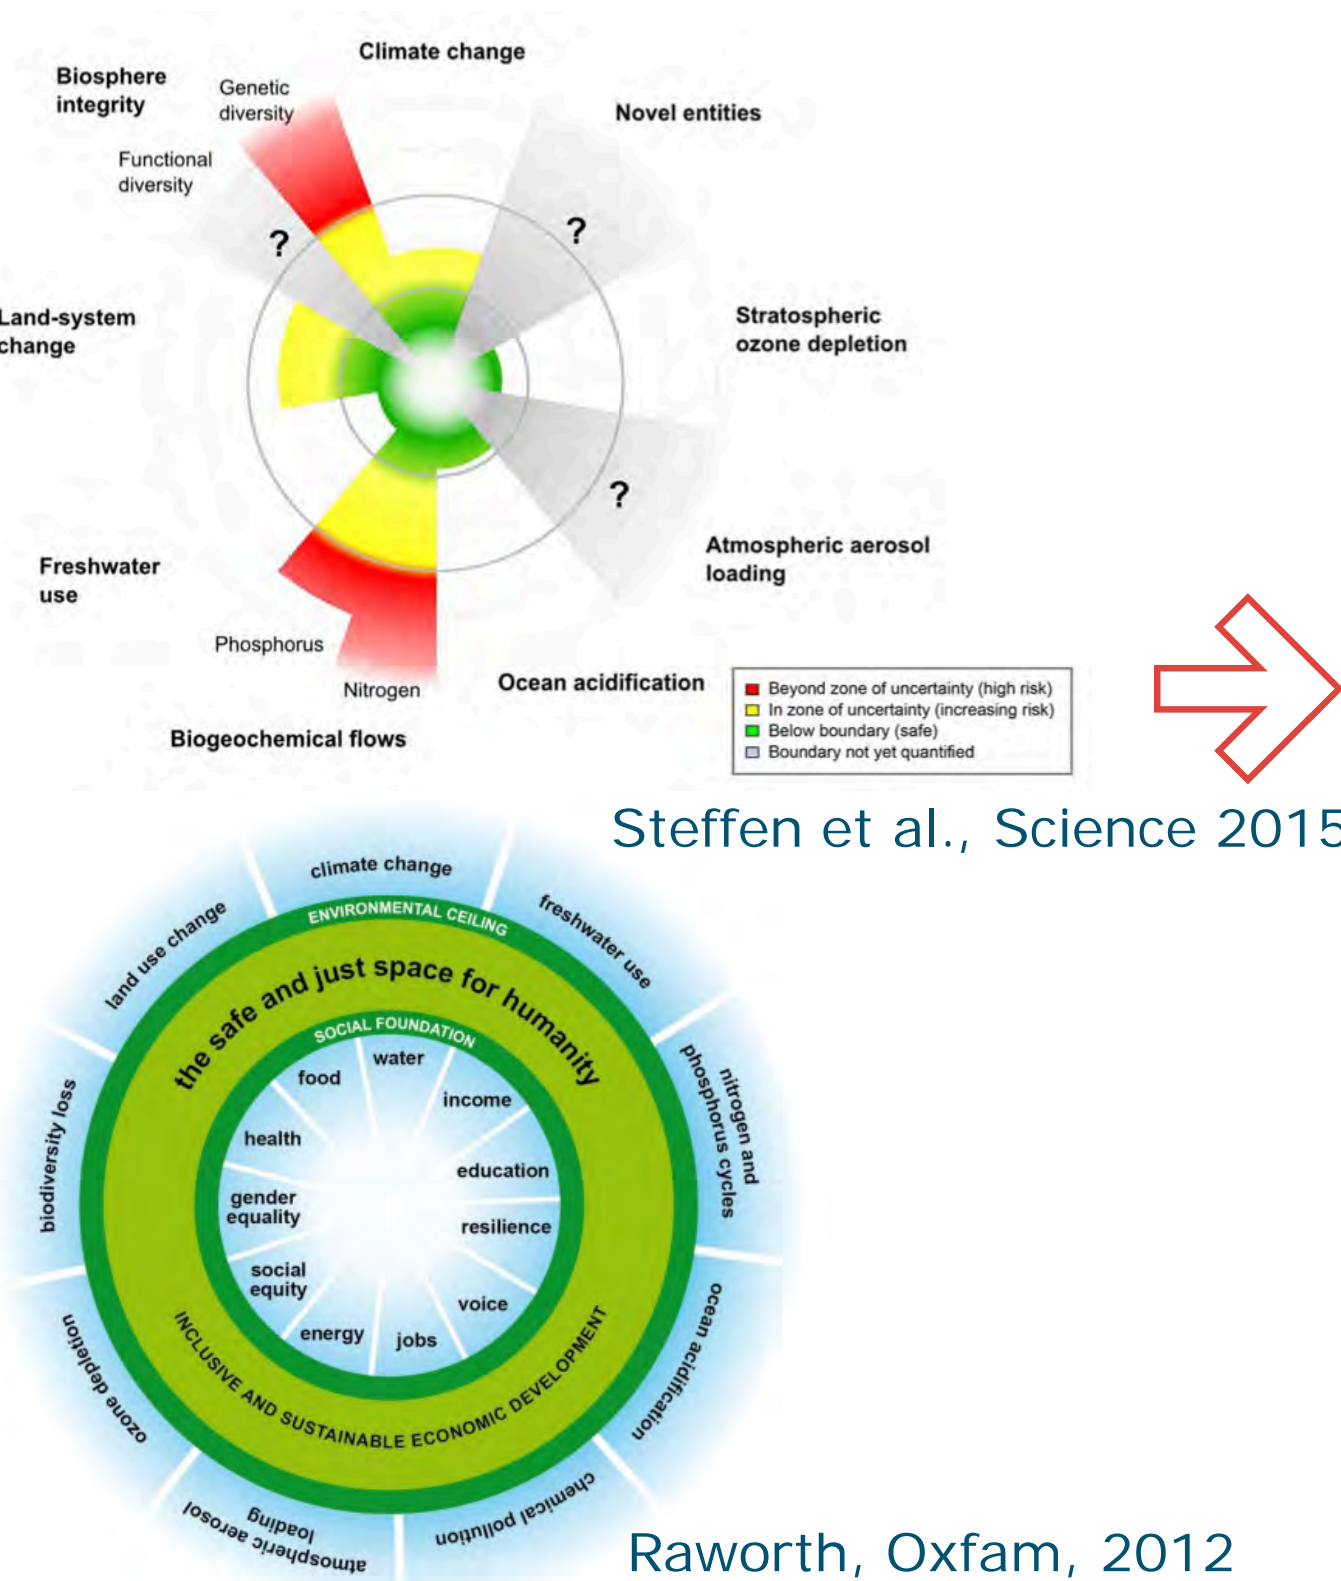 Climate change
Biosphere
integrity
Genetic
diversity
Novel entities
Functional
diversity
?
?
Land-system
change
Stratospheric
ozone depletion
?
Atmospheric aerosol
loading
Freshwater
use
Phosphorus
Nitrogen
Ocean acidification
Biogeochemical flows
Beyond zone of uncertainty (high risk)
In zone of uncertainty (increasing risk)
Below boundary (safe)
Boundary not yet quantified
Steffen et al., Science 2015
climate change
freshwater use
nitrogen and
phosphorus cycles
ocean acidification
chemical pollution
atmospheric aerosol
loading
ozone depletion
biodiversity loss
land use change
ENVIRONMENTAL CEILING
the safe and just space for humanity
SOCIAL FOUNDATION
water
income
education
resilience
voice
jobs
energy
social
equity
gender
equality
health
food
INCLUSIVE AND SUSTAINABLE ECONOMIC DEVELOPMENT
Raworth, Oxfam, 2012